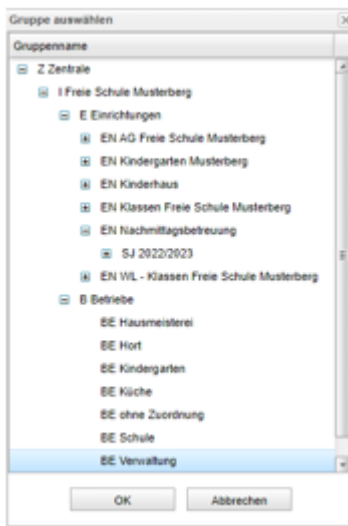 Gruppe auswählen
Gruppenname
Z Zentrale
I Freie Schule Musterberg
E Einrichtungen
EN AG Freie Schule Musterberg
EN Kindergarten Musterberg
EN Kinderhaus
EN Klassen Freie Schule Musterberg
EN Nachmittagsbetreuung
SJ 2022/2023
EN WL - Klassen Freie Schule Musterberg
B Betriebe
BE Hausmeisterei
BE Hort
BE Kindergarten
BE Küche
BE ohne Zuordnung
BE Schule
BE Verwaltung
OK Abbrechen